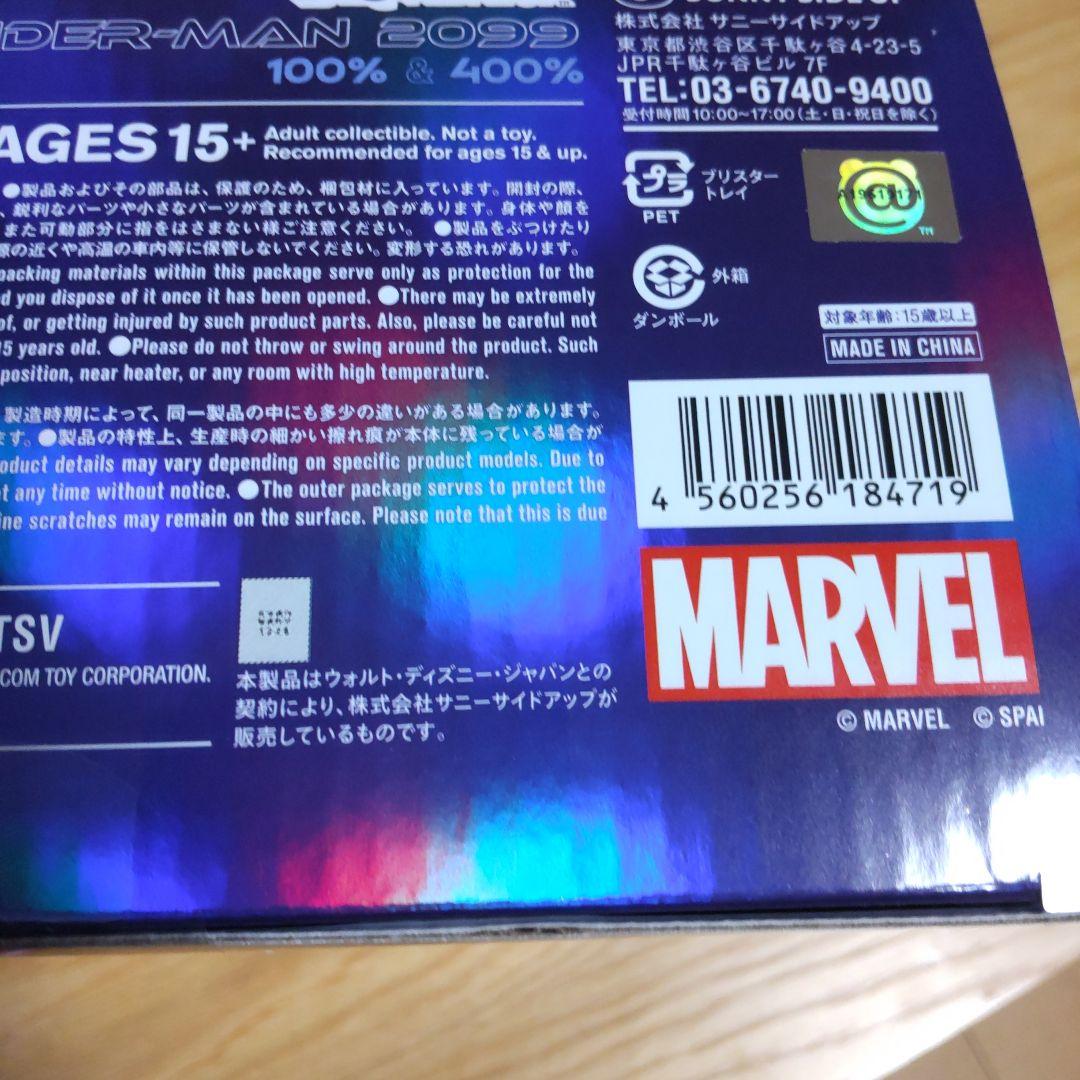 DER-MAN 2099
100% & 400%
AGES 15+
Adult collectible. Not a toy.
Recommended for ages 15 & up.
●製品およびその部品は、保護のため、梱包材に入っています。開封の際、
、鋭利なパーツや小さなパーツが含まれている場合があります。身体や顔を
また可動部分に指をはさまない様ご注意ください。 ●製品をぶつけたり
源の近くや高温の車内等に保管しないでください。変形する恐れがあります。
packing materials within this package serve only as protection for the
d you dispose of it once it has been opened. ●There may be extremely
of, or getting injured by such product parts. Also, please be careful not
15 years old. ●Please do not throw or swing around the product. Such
position, near heater, or any room with high temperature.
製造時期によって、同一製品の中にも多少の違いがある場合があります。
ます。●製品の特性上、生産時の細かい擦れ痕が本体に残っている場合が
roduct details may vary depending on specific product models. Due to
at any time without notice. ●The outer package serves to protect the
ine scratches may remain on the surface. Please note that this is due
TSV
COM TOY CORPORATION.
本製品はウォルト・ディズニー・ジャパンとの
契約により、株式会社サニーサイドアップが
販売しているものです。
SUNNY SIDE UP
株式会社 サニーサイドアップ
東京都渋谷区千駄ヶ谷4-23-5
JPR千駄ヶ谷ビル 7F
TEL:03-6740-9400
受付時間10:00〜17:00(土・日・祝日を除く)
プラ
PET
ブリスター
トレイ
TM
外箱
ダンボール
対象年齢:15歳以上
MADE IN CHINA
4 560256 184719
MARVEL
© MARVEL © SPAI